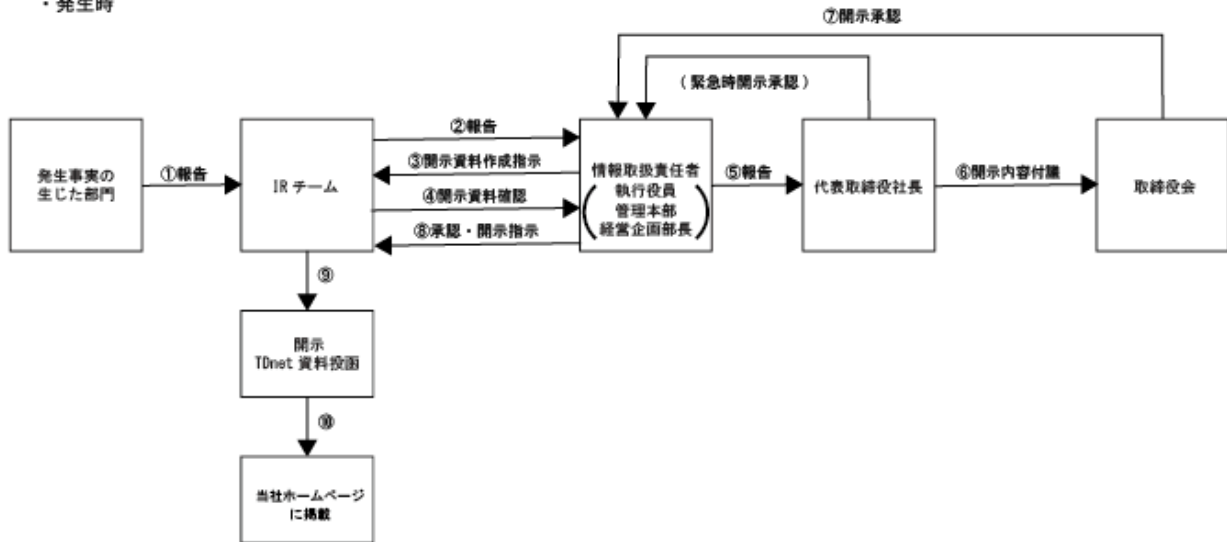 ・発生時
⑦開示承認
(緊急時開示承認)
発生事実の
生じた部門
①報告
IRチーム
②報告
③開示資料作成指示
④開示資料確認
⑧承認・開示指示
情報取扱責任者
執行役員
管理本部
経営企画部長
⑤報告
代表取締役社長
⑥開示内容付議
取締役会
⑨
開示
TDnet 資料投函
⑩
当社ホームページ
に掲載